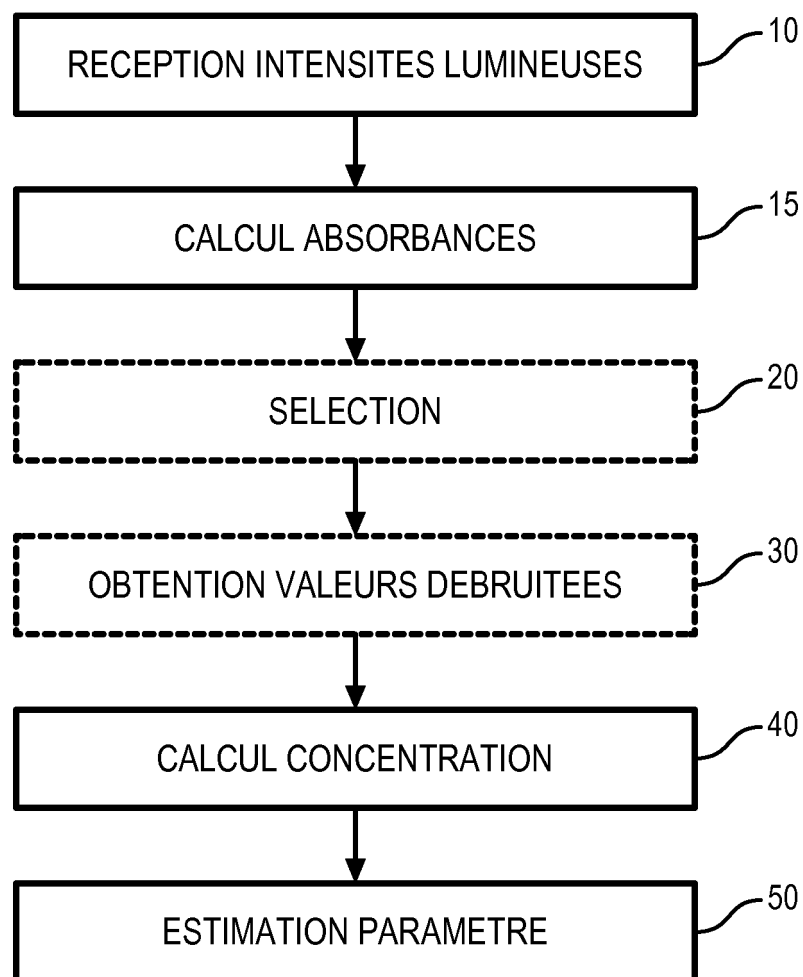 RECEPTION INTENSITES LUMINEUSES
10
CALCUL ABSORBANCES
15
SELECTION
20
OBTENTION VALEURS DEBRUITEES
30
CALCUL CONCENTRATION
40
ESTIMATION PARAMETRE
50